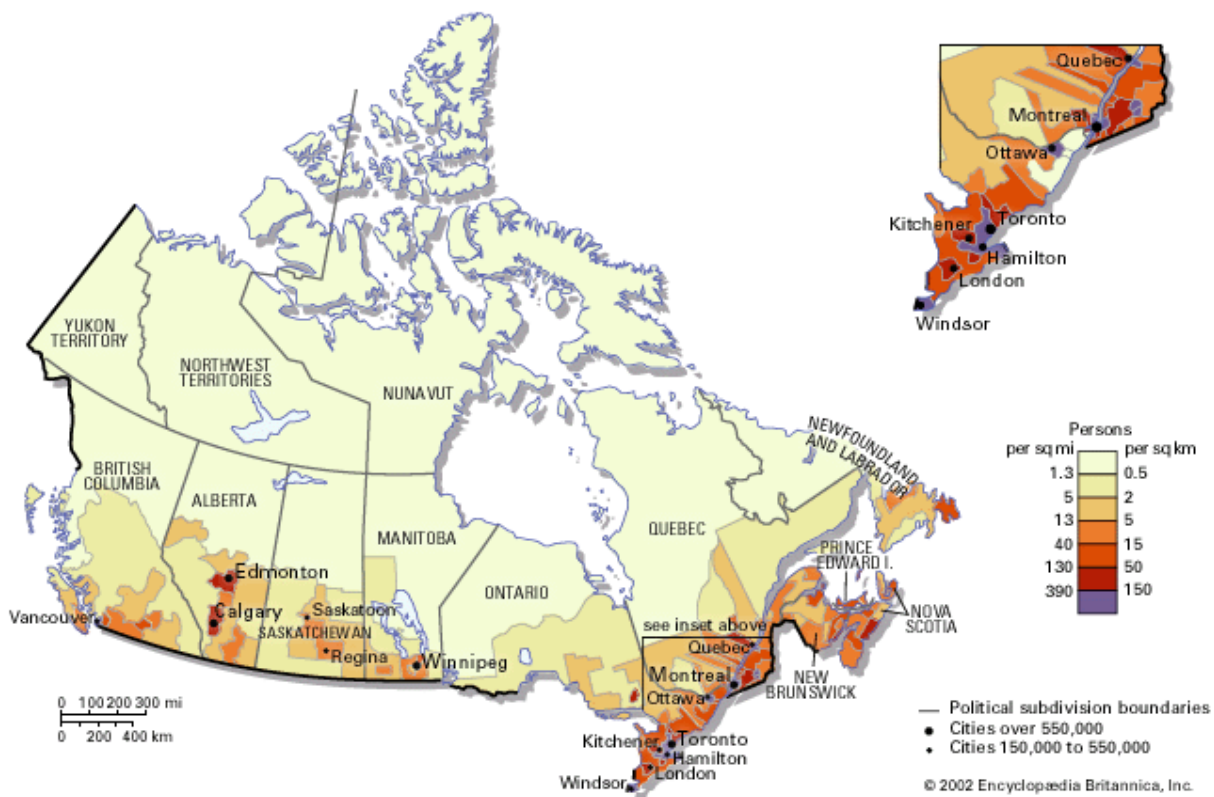 Quebec
Montreal
Ottawa
Kitchener
Toronto
Hamilton
London
Windsor
YUKON
TERRITORY
NORTHWEST
TERRITORIES
NUNAVUT
BRITISH
COLUMBIA
ALBERTA
MANITOBA
ONTARIO
QUEBEC
NEWFOUNDLAND
AND LABRADOR
PRINCE
EDWARD I.
NOVA
SCOTIA
NEW
BRUNSWICK
Edmonton
Calgary
Vancouver
Saskatoon
SASKATCHEWAN
Regina
Winnipeg
see inset above
Quebec
Montreal
Ottawa
Kitchener
Toronto
Hamilton
London
Windsor
Persons
per sq mi per sq km
1.3 0.5
5 2
13 5
40 15
130 50
390 150
0 100 200 300 mi
0 200 400 km
Political subdivision boundaries
Cities over 550,000
Cities 150,000 to 550,000
© 2002 Encyclopædia Britannica, Inc.